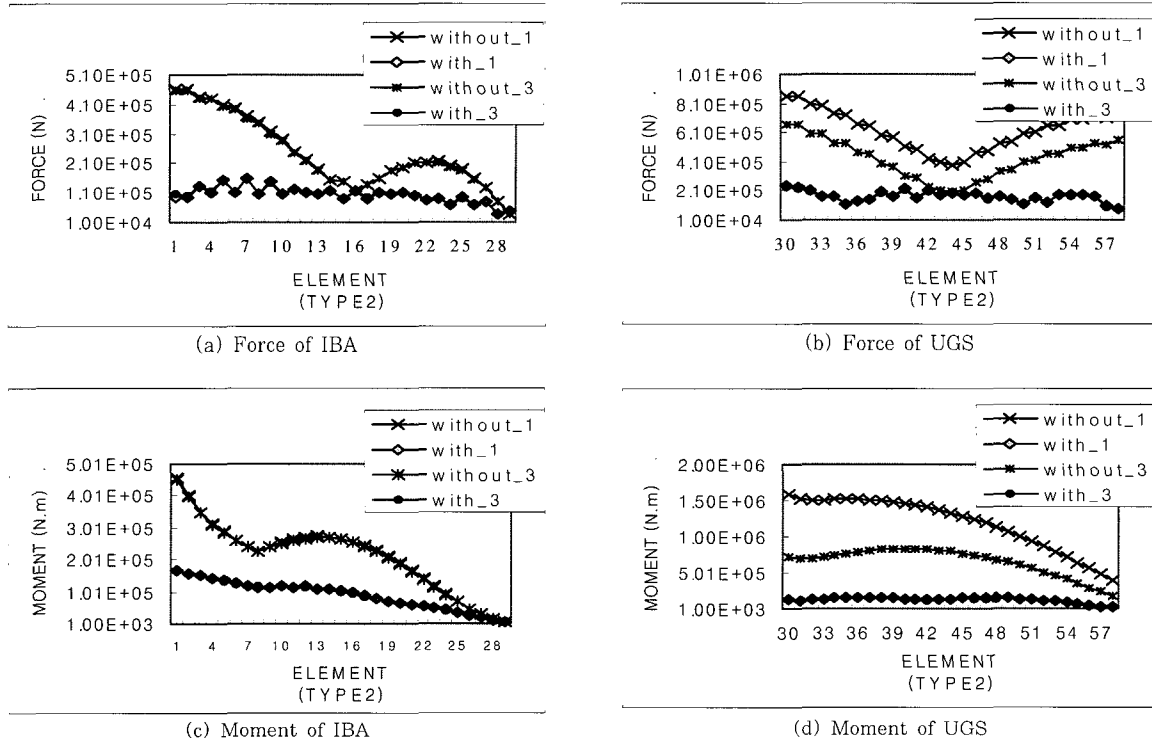 without_1
with_1
without_3
with_3
FORCE (N)
5.10E+05
4.10E+05
3.10E+05
2.10E+05
1.10E+05
1.00E+04
1 4 7 10 13 16 19 22 25 28
ELEMENT
(TYPE2)
(a) Force of IBA
without_1
with_1
without_3
with_3
FORCE (N)
1.01E+06
8.10E+05
6.10E+05
4.10E+05
2.10E+05
1.00E+04
30 33 36 39 42 45 48 51 54 57
ELEMENT
(TYPE2)
(b) Force of UGS
without_1
with_1
without_3
with_3
MOMENT (N.m)
5.01E+05
4.01E+05
3.01E+05
2.01E+05
1.01E+05
1.00E+03
1 4 7 10 13 16 19 22 25 28
ELEMENT
(TYPE2)
(c) Moment of IBA
without_1
with_1
without_3
with_3
MOMENT (N.m)
2.00E+06
1.50E+06
1.00E+06
5.01E+05
1.00E+03
30 33 36 39 42 45 48 51 54 58
ELEMENT
(TYPE2)
(d) Moment of UGS